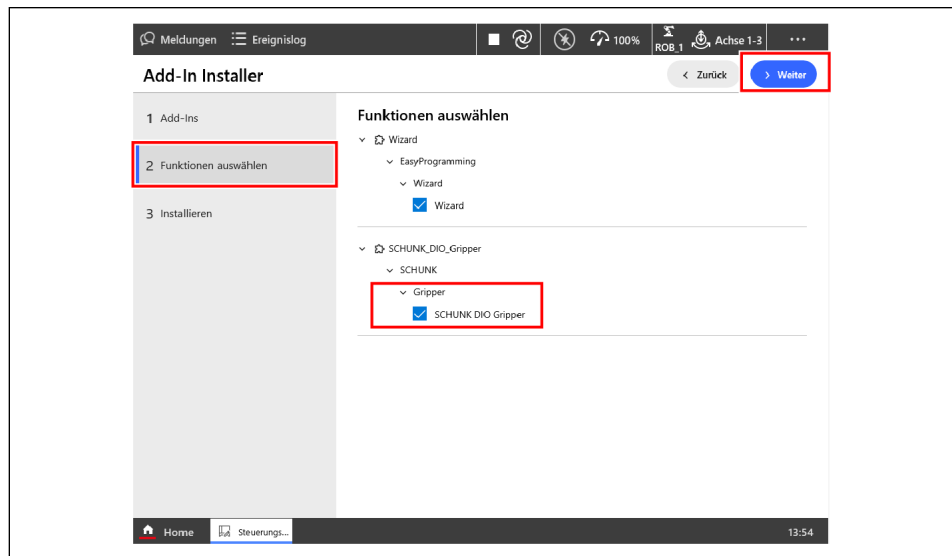 Meldungen Ereignislog 100% ROB_1 Achse 1-3 ...
Add-In Installer Zurück Weiter
1 Add-Ins
2 Funktionen auswählen
3 Installieren
Funktionen auswählen
Wizard
EasyProgramming
Wizard
Wizard
SCHUNK_DIO_Gripper
SCHUNK
Gripper
SCHUNK DIO Gripper
Home Steuerungs... 13:54